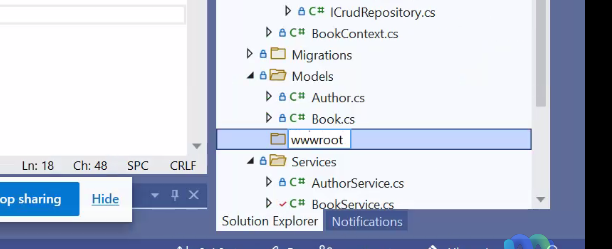 ICrudRepository.cs
C# BookContext.cs
Migrations
Models
C# Author.cs
C# Book.cs
wwwroot
Ln: 18 Ch: 48 SPC CRLF
Services
C# AuthorService.cs
op sharing Hide
C# BookService.cs
Solution Explorer Notifications